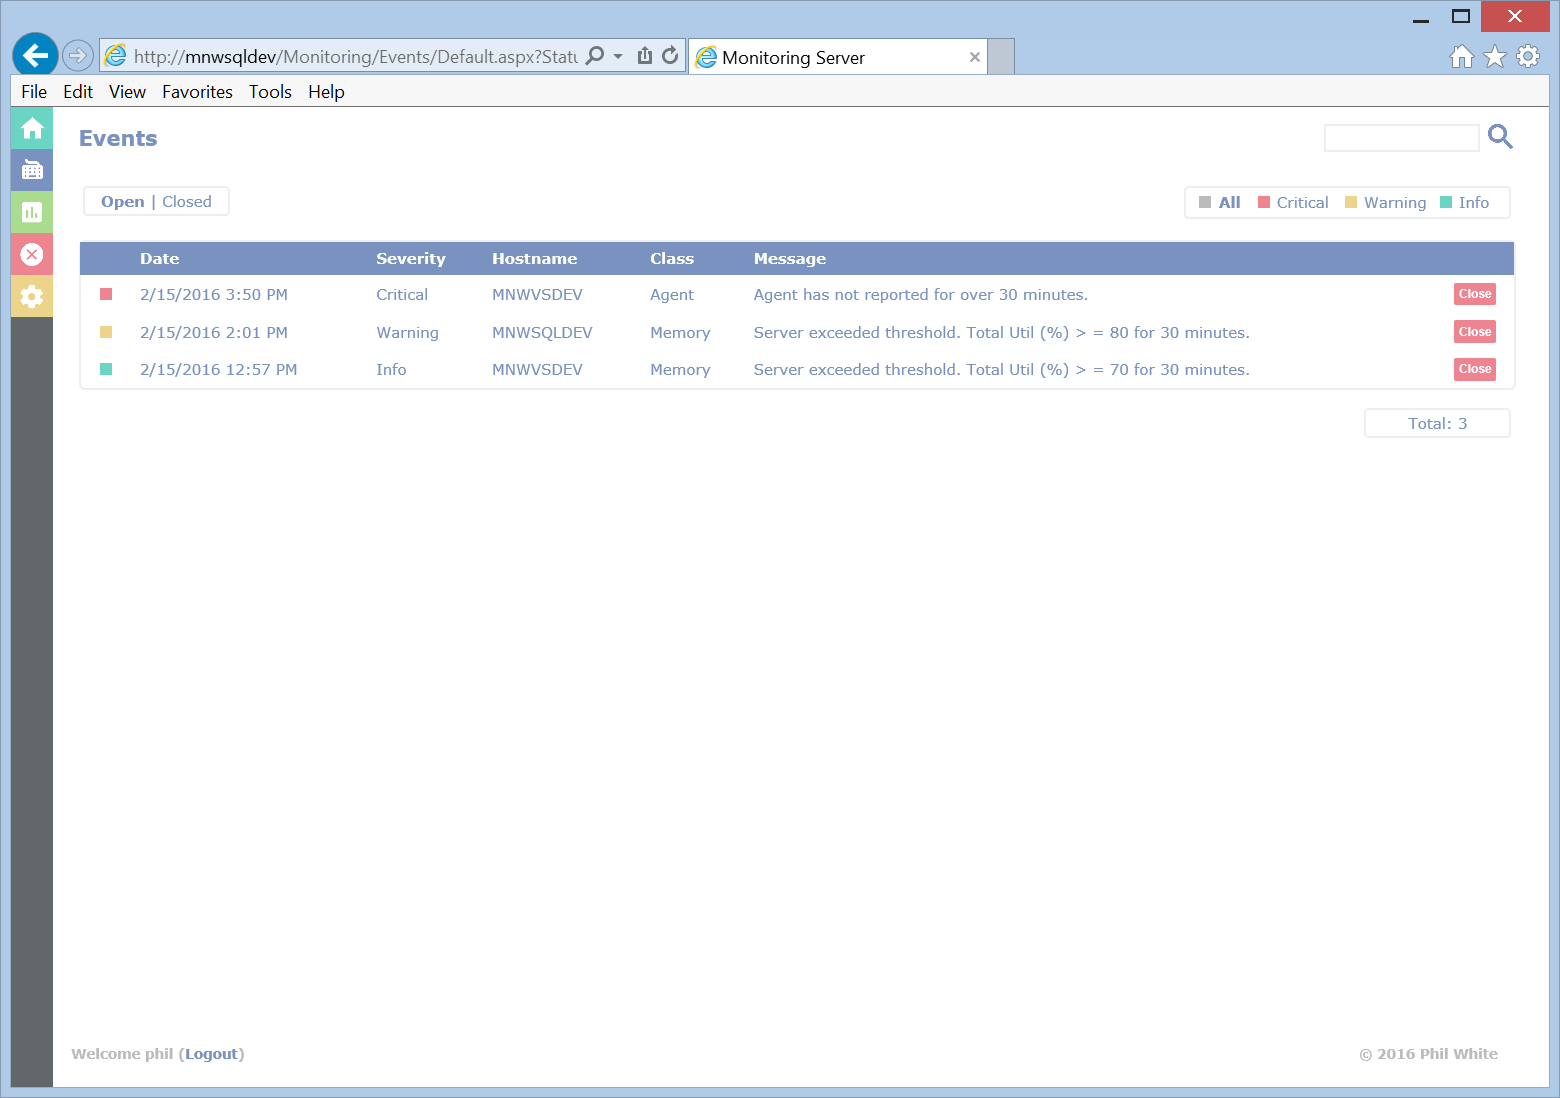 http://mnwsqldev/Monitoring/Events/Default.aspx?Statu Monitoring Server
File Edit View Favorites Tools Help
Events
Open | Closed All Critical Warning Info
Date Severity Hostname Class Message
2/15/2016 3:50 PM Critical MNWVSDEV Agent Agent has not reported for over 30 minutes. Close
2/15/2016 2:01 PM Warning MNWSQLDEV Memory Server exceeded threshold. Total Util (%) > = 80 for 30 minutes. Close
2/15/2016 12:57 PM Info MNWVSDEV Memory Server exceeded threshold. Total Util (%) > = 70 for 30 minutes. Close
Total: 3
Welcome phil (Logout) © 2016 Phil White